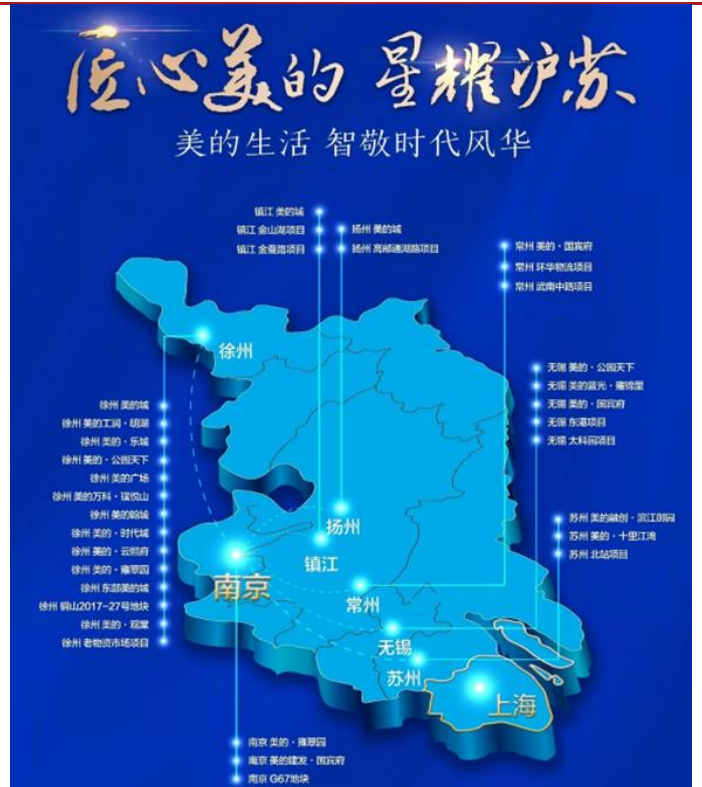 匠心美的 星耀沪苏
美的生活 智敬时代风华
镇江 美的城
镇江 金山湖项目
镇江 金蚕路项目
扬州 美的城
扬州 高邮通湖路项目
常州 美的·国宾府
常州 环华物流项目
常州 武南中路项目
徐州
无锡 美的·公园天下
无锡 美的蓝光·雍锦里
无锡 美的·国宾府
无锡 东港项目
无锡 太科园项目
徐州 美的城
徐州 美的工润·明湖
徐州 美的·乐城
徐州 美的·公园天下
徐州 美的广场
徐州 美的万科·璞悦山
徐州 美的翰城
徐州 美的·时代城
徐州 美的·云熙府
徐州 美的·雍翠园
徐州 东部美的城
徐州 铜山2017-27号地块
徐州 美的·观棠
徐州 老物资市场项目
扬州
镇江
南京
常州
无锡
苏州
上海
苏州 美的融创·滨江御园
苏州 美的·十里江湾
苏州 北站项目
南京 美的·雍翠园
南京 美的建发·国宾府
南京 G67地块